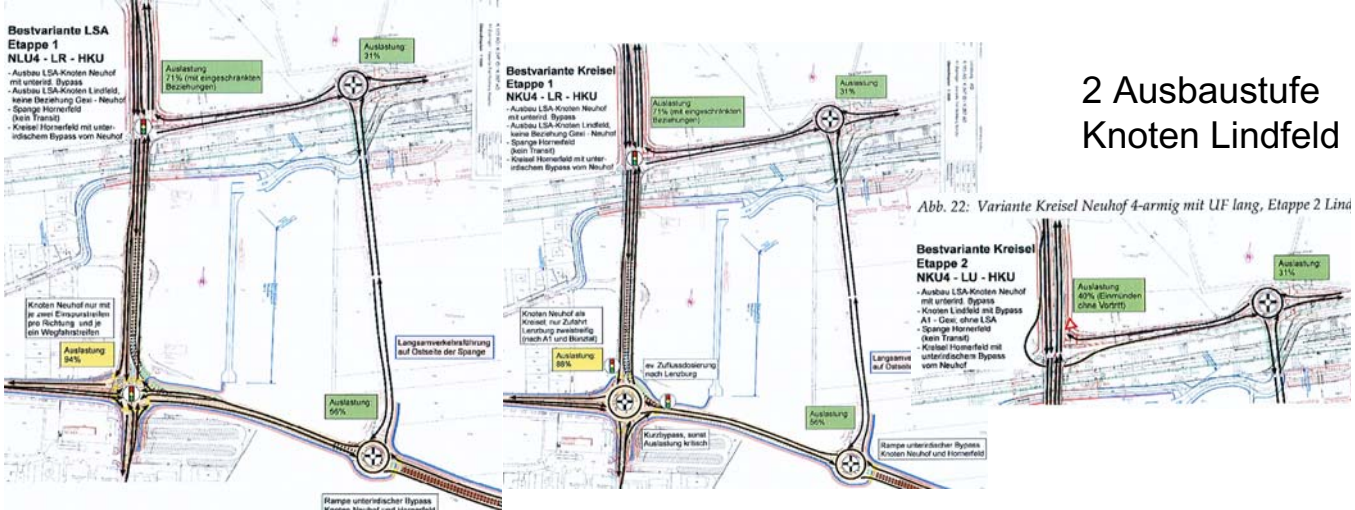 Bestvariante LSA
Etappe 1
NLU4 - LR - HKU
- Ausbau LSA-Knoten Neuhof
mit unterird. Bypass
- Ausbau LSA-Knoten Lindfeld,
keine Beziehung Gexi - Neuhof
- Spange Hornerfeld
(kein Transit)
- Kreisel Hornerfeld mit unter-
irdischem Bypass vom Neuhof
Auslastung
71% (mit eingeschränkten
Beziehungen)
Auslastung:
31%
Knoten Neuhof nur mit
je zwei Einspurstreifen
pro Richtung und je
ein Wegfahrstreifen
Auslastung:
94%
Langsamverkehrsführung
auf Ostseite der Spange
Auslastung:
56%
Rampe unterirdischer Bypass
Knoten Neuhof und Hornerfeld
Bestvariante Kreisel
Etappe 1
NKU4 - LR - HKU
- Ausbau LSA-Knoten Neuhof
mit unterird. Bypass
- Ausbau LSA-Knoten Lindfeld,
keine Beziehung Gexi - Neuhof
- Spange Hornerfeld
(kein Transit)
- Kreisel Hornerfeld mit unter-
irdischem Bypass vom Neuhof
Auslastung
71% (mit eingeschränkten
Beziehungen)
Auslastung:
31%
Knoten Neuhof als
Kreisel, nur Zufahrt
Lenzburg zweistreifig
(nach A1 und Bünztal)
Auslastung:
88%
ev. Zuflussdosierung
nach Lenzburg
Langsamve
auf Ostseite
Kurzbypass, sonst
Auslastung kritisch
Auslastung
56%
Rampe unterirdischer Bypass
Knoten Neuhof und Hornerfeld
2 Ausbaustufe
Knoten Lindfeld
Abb. 22: Variante Kreisel Neuhof 4-armig mit UF lang, Etappe 2 Lind
Bestvariante Kreisel
Etappe 2
NKU4 - LU - HKU
- Ausbau LSA-Knoten Neuhof
mit unterird. Bypass
- Knoten Lindfeld mit Bypass
A1 - Gexi, ohne LSA
- Spange Hornerfeld
(kein Transit)
- Kreisel Hornerfeld mit
unterirdischem Bypass
vom Neuhof
Auslastung
40% (Einmünden
ohne Vortritt)
Auslastung:
31%